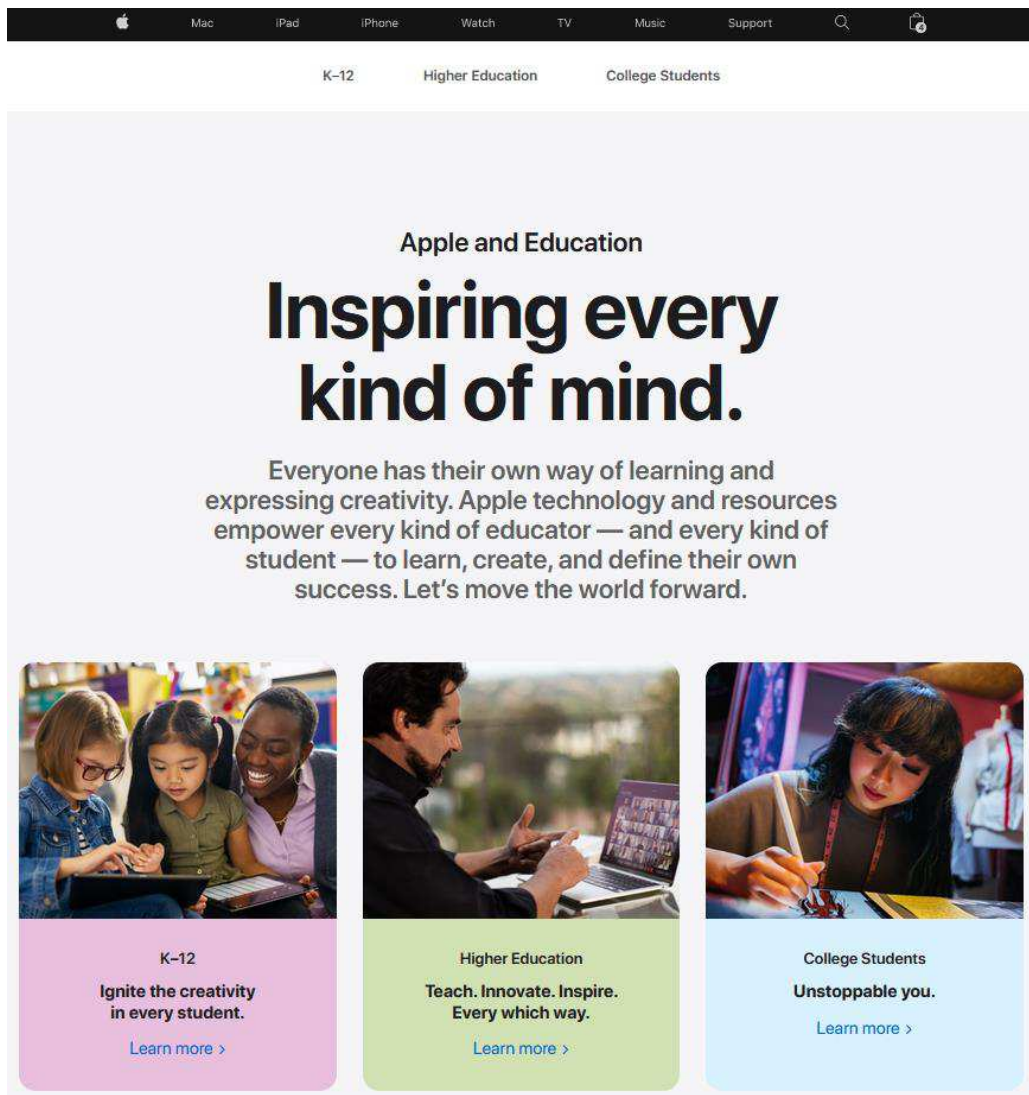 Mac iPad iPhone Watch TV Music Support 4
K–12 Higher Education College Students
Apple and Education
Inspiring every
kind of mind.
Everyone has their own way of learning and
expressing creativity. Apple technology and resources
empower every kind of educator — and every kind of
student — to learn, create, and define their own
success. Let’s move the world forward.
K–12
Ignite the creativity
in every student.
Learn more >
Higher Education
Teach. Innovate. Inspire.
Every which way.
Learn more >
College Students
Unstoppable you.
Learn more >